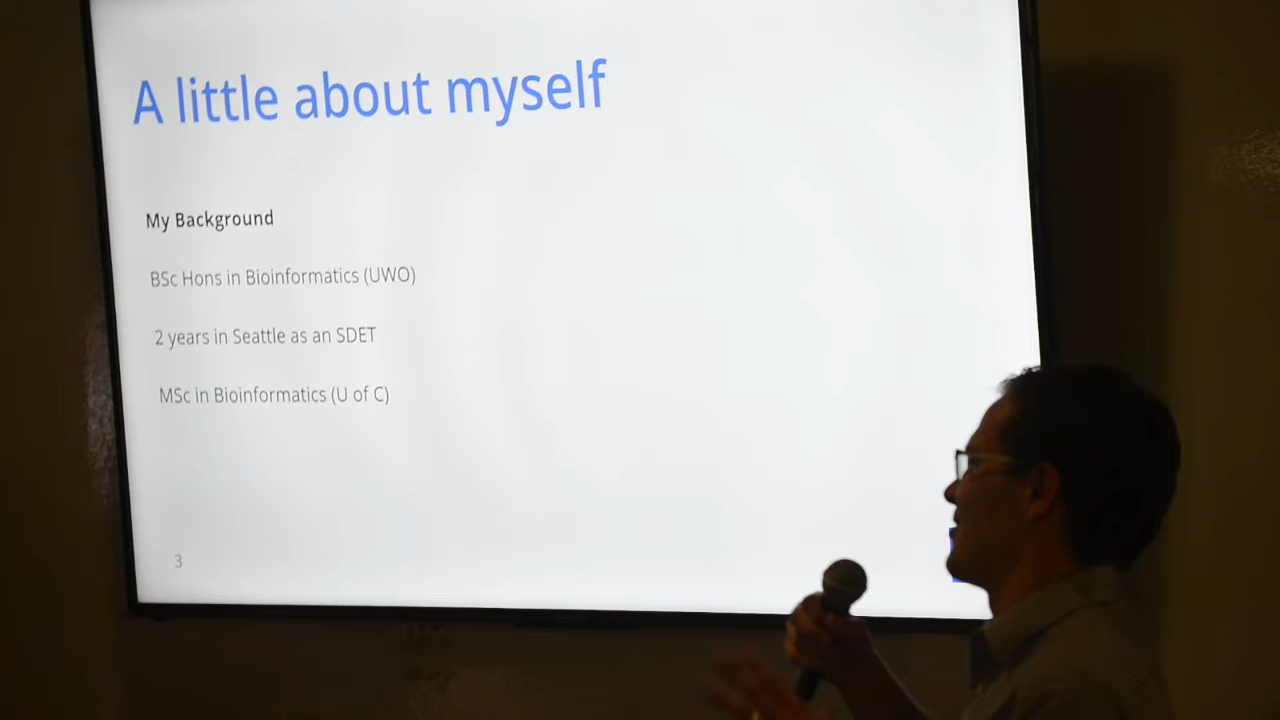 A little about myself
My Background
BSc Hons in Bioinformatics (UWO)
2 years in Seattle as an SDET
MSc in Bioinformatics (U of C)
3